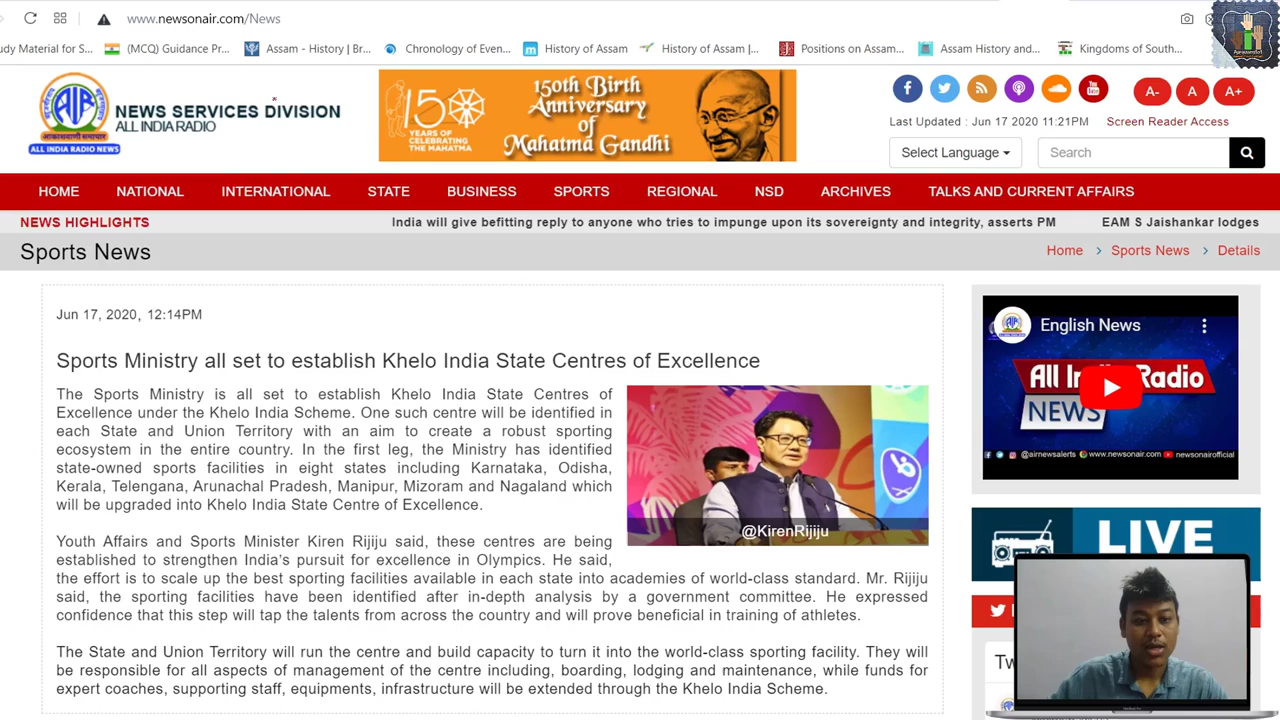 www.newsonair.com/News
udy Material for S...
(MCQ) Guidance Pr...
Assam - History | Br...
Chronology of Even...
History of Assam
History of Assam |...
Positions on Assam...
Assam History and...
Kingdoms of South...
AIR
आकाशवाणी समाचार
ALL INDIA RADIO NEWS
NEWS SERVICES DIVISION
ALL INDIA RADIO
150
YEARS OF
CELEBRATING
THE MAHATMA
150th Birth
Anniversary
of
Mahatma Gandhi
A-
A
A+
Last Updated : Jun 17 2020 11:21PM
Screen Reader Access
Select Language
Search
HOME
NATIONAL
INTERNATIONAL
STATE
BUSINESS
SPORTS
REGIONAL
NSD
ARCHIVES
TALKS AND CURRENT AFFAIRS
NEWS HIGHLIGHTS
India will give befitting reply to anyone who tries to impunge upon its sovereignty and integrity, asserts PM
EAM S Jaishankar lodges
Sports News
Home > Sports News > Details
Jun 17, 2020, 12:14PM
Sports Ministry all set to establish Khelo India State Centres of Excellence
The Sports Ministry is all set to establish Khelo India State Centres of
Excellence under the Khelo India Scheme. One such centre will be identified in
each State and Union Territory with an aim to create a robust sporting
ecosystem in the entire country. In the first leg, the Ministry has identified
state-owned sports facilities in eight states including Karnataka, Odisha,
Kerala, Telengana, Arunachal Pradesh, Manipur, Mizoram and Nagaland which
will be upgraded into Khelo India State Centre of Excellence.
@KirenRijiju
Youth Affairs and Sports Minister Kiren Rijiju said, these centres are being
established to strengthen India's pursuit for excellence in Olympics. He said,
the effort is to scale up the best sporting facilities available in each state into academies of world-class standard. Mr. Rijiju
said, the sporting facilities have been identified after in-depth analysis by a government committee. He expressed
confidence that this step will tap the talents from across the country and will prove beneficial in training of athletes.
The State and Union Territory will run the centre and build capacity to turn it into the world-class sporting facility. They will
be responsible for all aspects of management of the centre including, boarding, lodging and maintenance, while funds for
expert coaches, supporting staff, equipments, infrastructure will be extended through the Khelo India Scheme.
English News
All India Radio
NEWS
@airnewsalerts
www.newsonair.com
newsonairofficial
LIVE
Tw